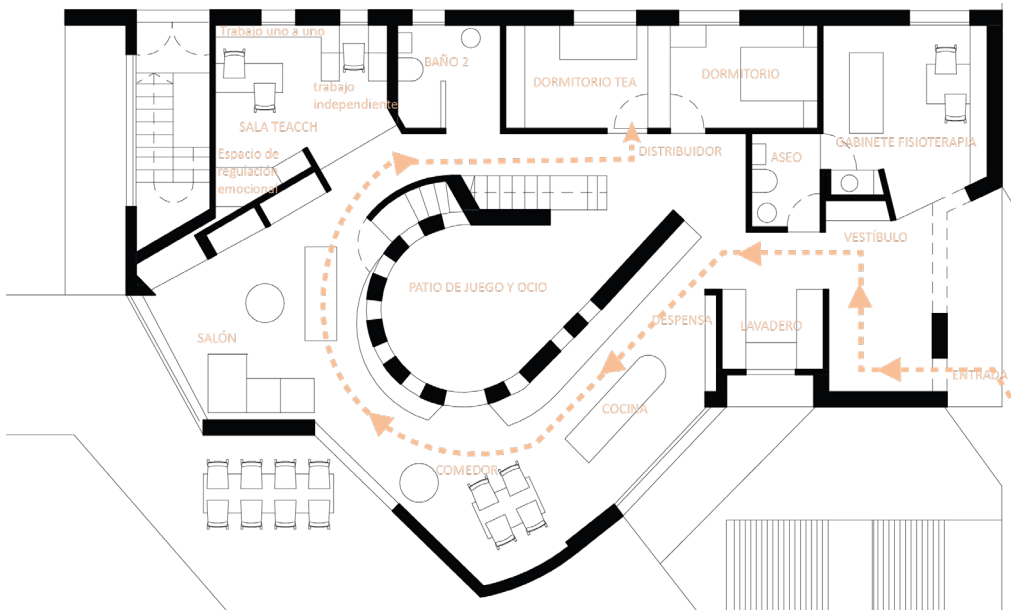 Trabajo uno a uno
BAÑO 2
DORMITORIO TEA
DORMITORIO
trabajo
independiente
SALA TEACCH
GABINETE FISIOTERAPIA
DISTRIBUIDOR
ASEO
Espacio de
regulación
emocional
VESTÍBULO
PATIO DE JUEGO Y OCIO
DESPENSA
LAVADERO
SALÓN
ENTRADA
COCINA
COMEDOR